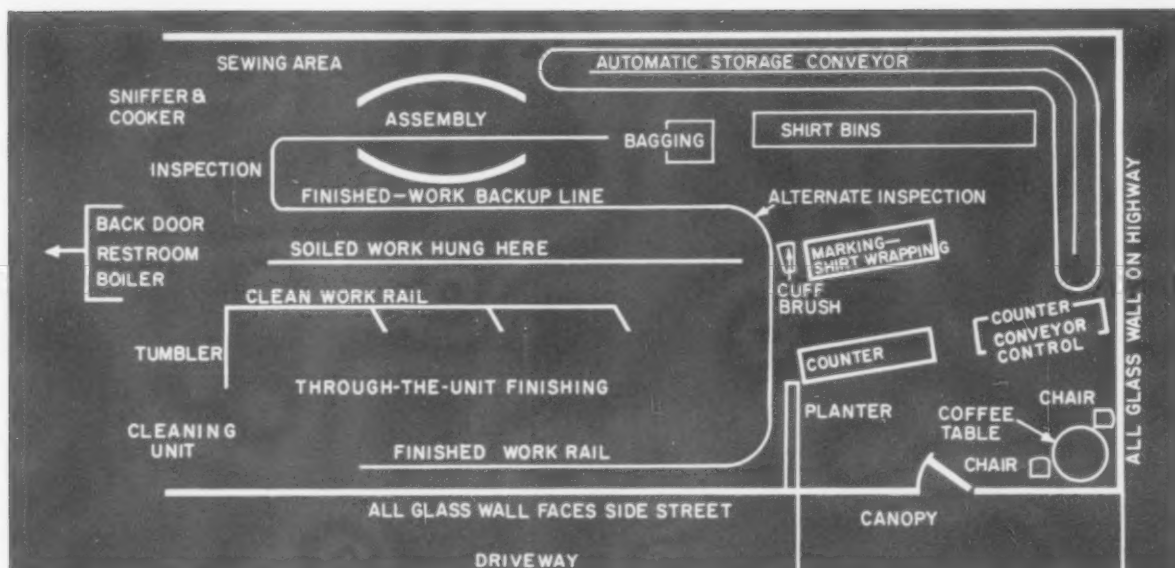 SEWING AREA
AUTOMATIC STORAGE CONVEYOR
SNIFFER &
COOKER
ASSEMBLY
BAGGING
SHIRT BINS
INSPECTION
FINISHED-WORK BACKUP LINE
ALTERNATE INSPECTION
BACK DOOR
RESTROOM
BOILER
SOILED WORK HUNG HERE
MARKING—
SHIRT WRAPPING
CUFF
BRUSH
CLEAN WORK RAIL
COUNTER
CONVEYOR
CONTROL
TUMBLER
COUNTER
THROUGH-THE-UNIT FINISHING
PLANTER
CHAIR
COFFEE
TABLE
CLEANING
UNIT
FINISHED WORK RAIL
CHAIR
ALL GLASS WALL ON HIGHWAY
ALL GLASS WALL FACES SIDE STREET
CANOPY
DRIVEWAY